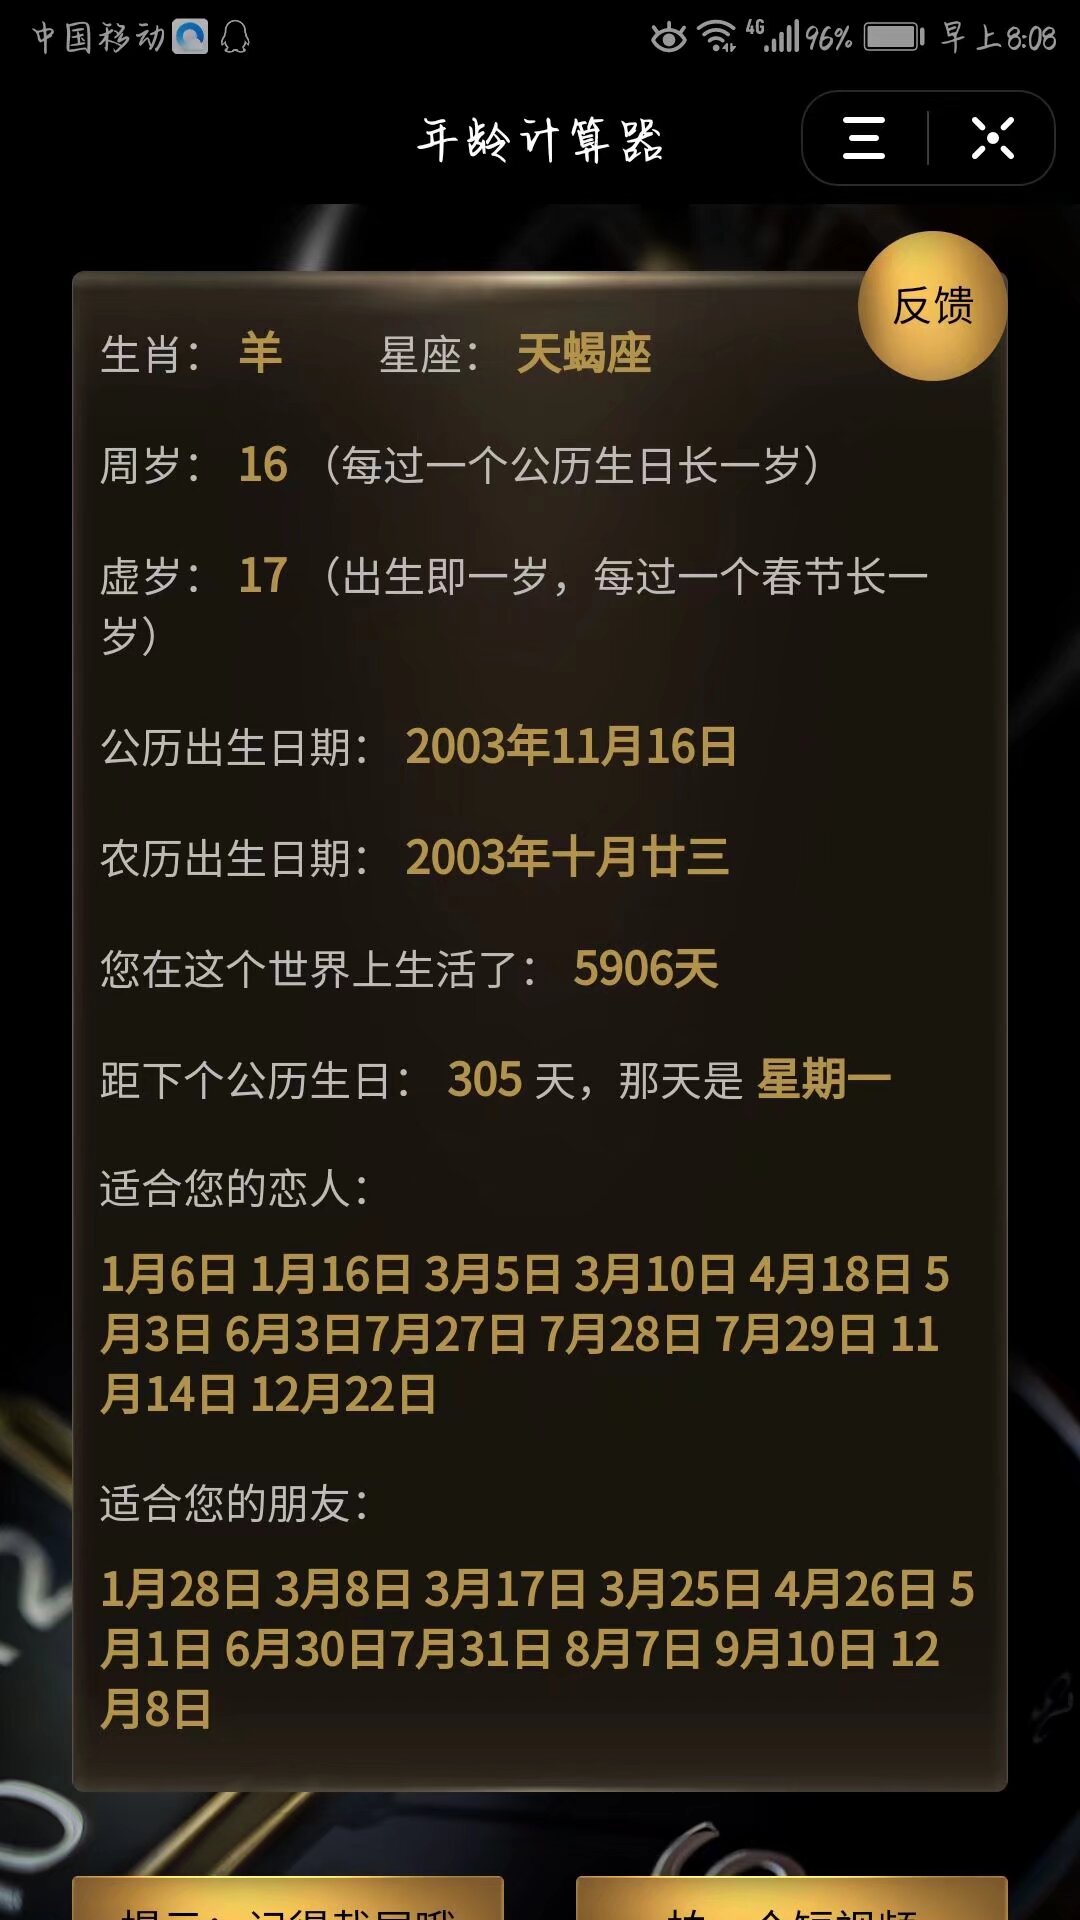 中国移动 4G 96% 早上8:08
年龄计算器
反馈
生肖： 羊 星座： 天蝎座
周岁： 16 （每过一个公历生日长一岁）
虚岁： 17 （出生即一岁，每过一个春节长一
岁）
公历出生日期： 2003年11月16日
农历出生日期： 2003年十月廿三
您在这个世界上生活了： 5906天
距下个公历生日： 305 天，那天是 星期一
适合您的恋人：
1月6日 1月16日 3月5日 3月10日 4月18日 5
月3日 6月3日7月27日 7月28日 7月29日 11
月14日 12月22日
适合您的朋友：
1月28日 3月8日 3月17日 3月25日 4月26日 5
月1日 6月30日7月31日 8月7日 9月10日 12
月8日